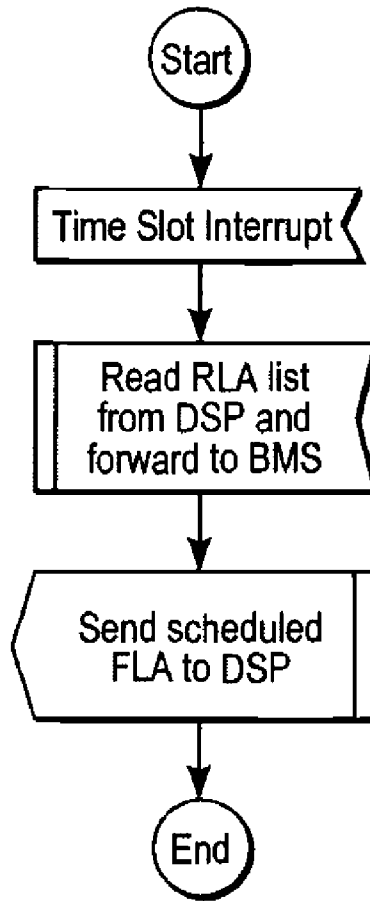 Start
Time Slot Interrupt
Read RLA list
from DSP and
forward to BMS
Send scheduled
FLA to DSP
End